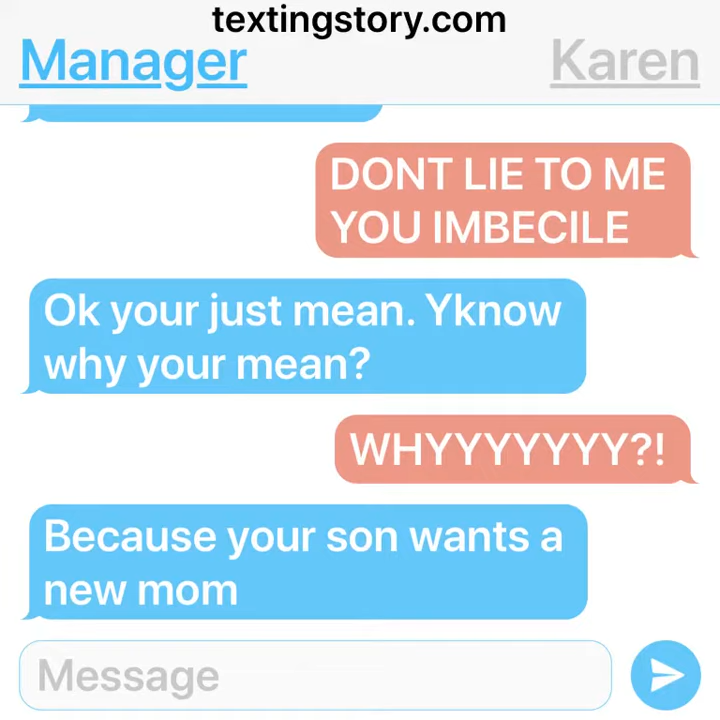 textingstory.com
Manager
Karen
DONT LIE TO ME
YOU IMBECILE
Ok your just mean. Yknow
why your mean?
WHYYYYYYY?!
Because your son wants a
new mom
Message